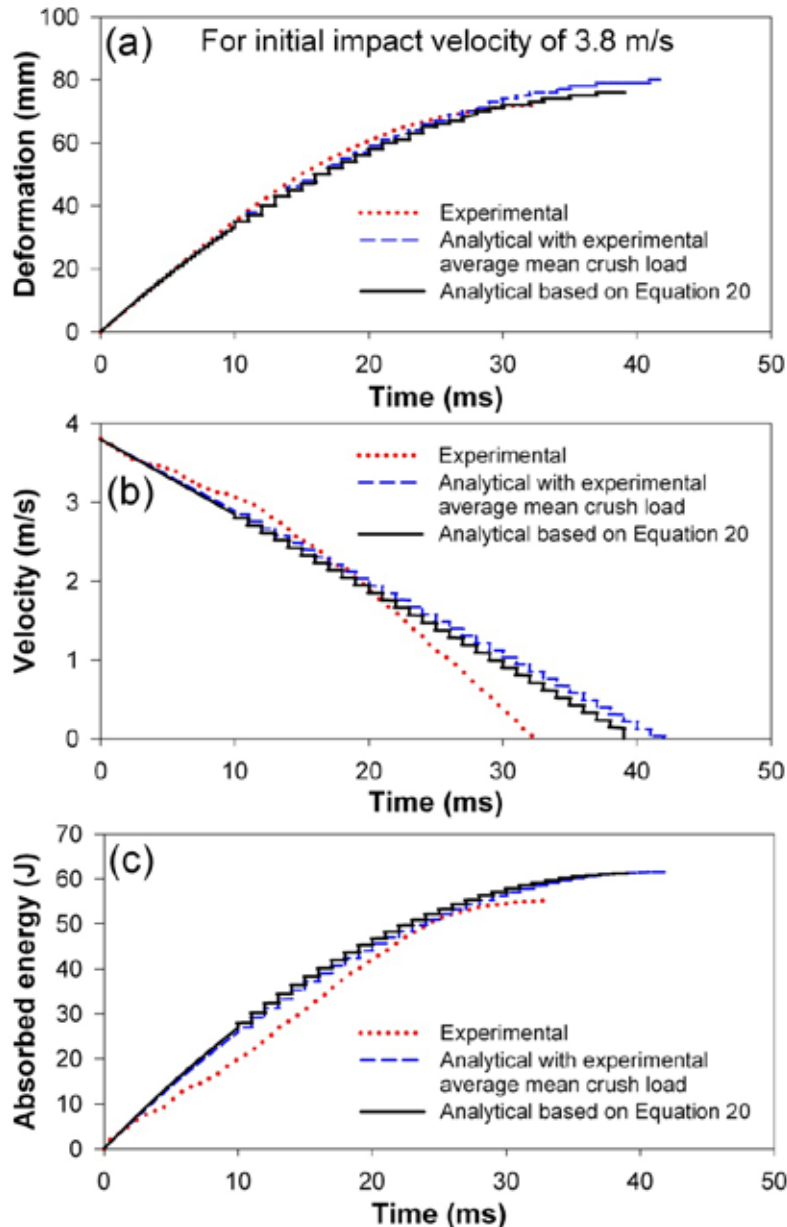 (a) For initial impact velocity of 3.8 m/s
Deformation (mm)
100
80
60
40
20
0
Experimental
Analytical with experimental
average mean crush load
Analytical based on Equation 20
0 10 20 30 40 50
Time (ms)
(b)
Velocity (m/s)
4
3
2
1
0
Experimental
Analytical with experimental
average mean crush load
Analytical based on Equation 20
0 10 20 30 40 50
Time (ms)
(c)
Absorbed energy (J)
70
60
50
40
30
20
10
0
Experimental
Analytical with experimental
average mean crush load
Analytical based on Equation 20
0 10 20 30 40 50
Time (ms)